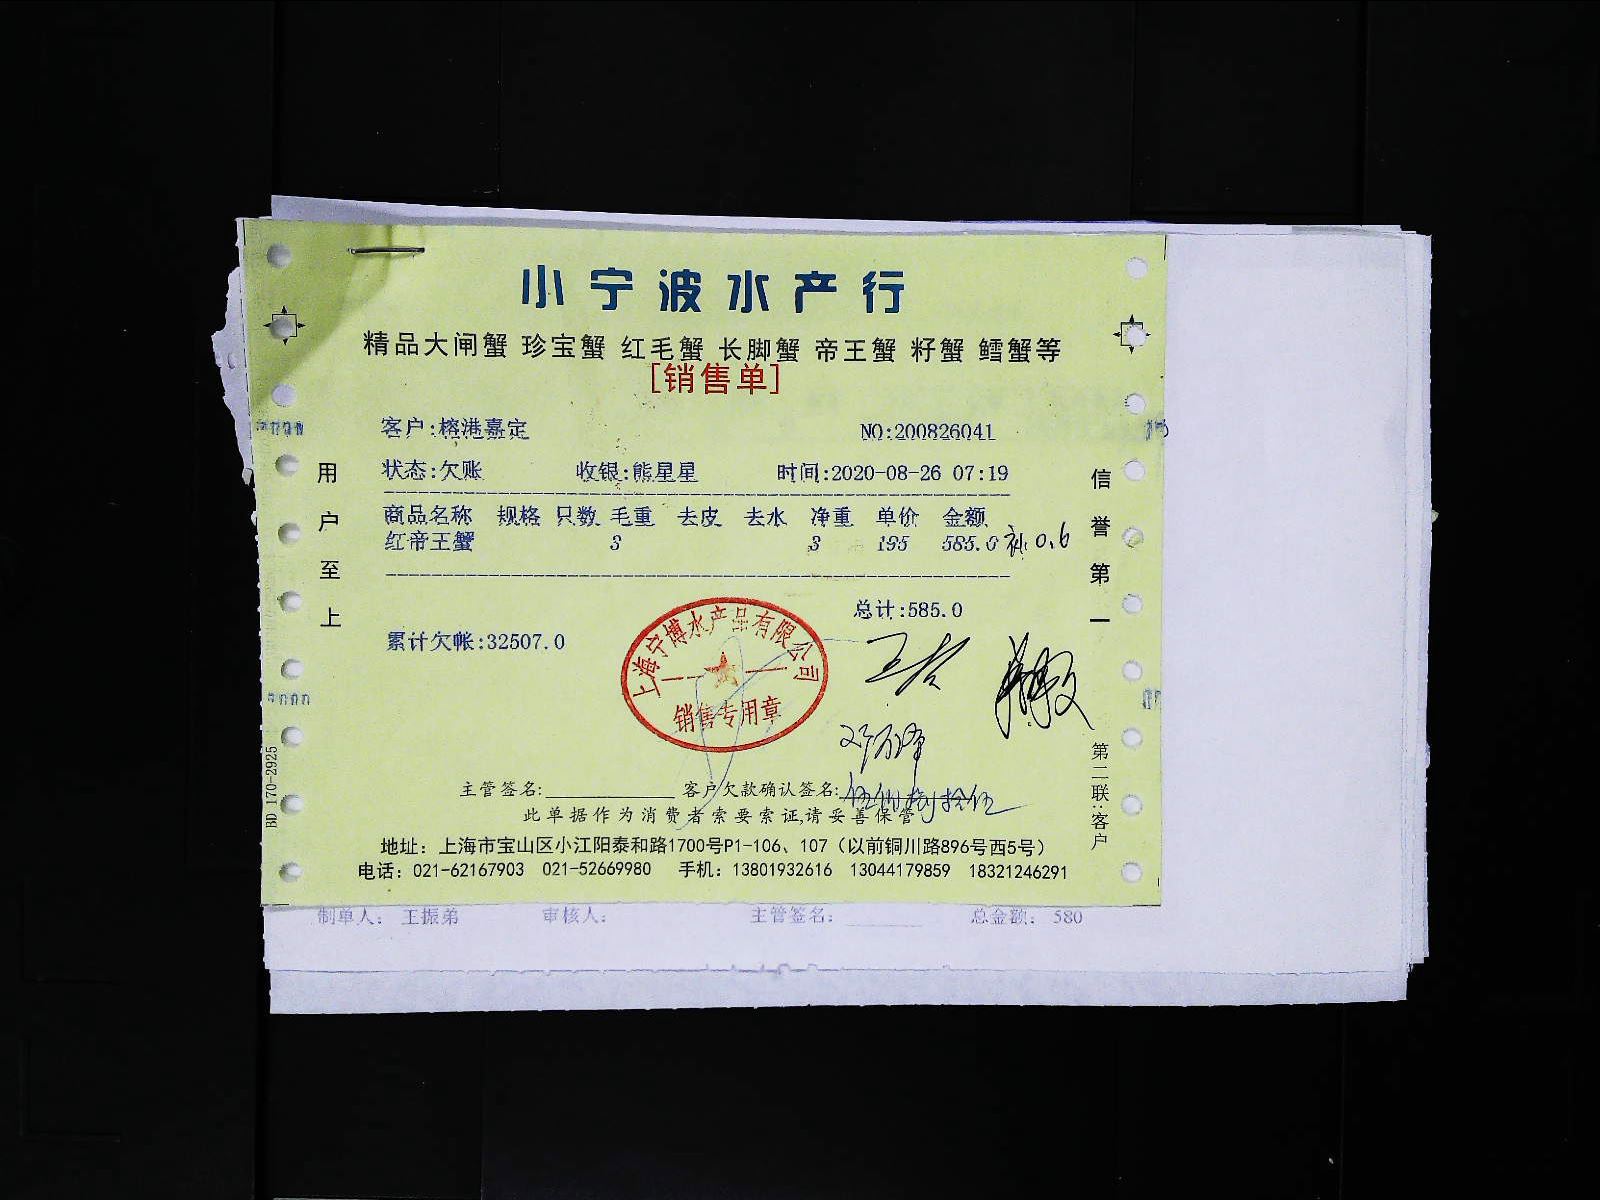 小宁波水产行
精品大闸蟹 珍宝蟹 红毛蟹 长脚蟹 帝王蟹 籽蟹 鳕蟹等
[销售单]
客户:榕港嘉定 NO:200826041
状态:欠账 收银:熊星星 时间:2020-08-26 07:19
商品名称 规格 只数 毛重 去皮 去水 净重 单价 金额
红帝王蟹 3 3 195 585.0 补0.6
总计:585.0
累计欠帐:32507.0
用户至上
信誉第一
上海宁博水产品有限公司
销售专用章
伍佰捌拾伍
主管签名: 客户欠款确认签名:
此单据作为消费者索要索证,请妥善保管
地址：上海市宝山区小江阳泰和路1700号P1-106、107（以前铜川路896号西5号）
电话：021-62167903 021-52669980 手机：13801932616 13044179859 18321246291
第二联:客户
BD 170-2925
制单人： 王振弟 审核人： 主管签名： 总金额： 580